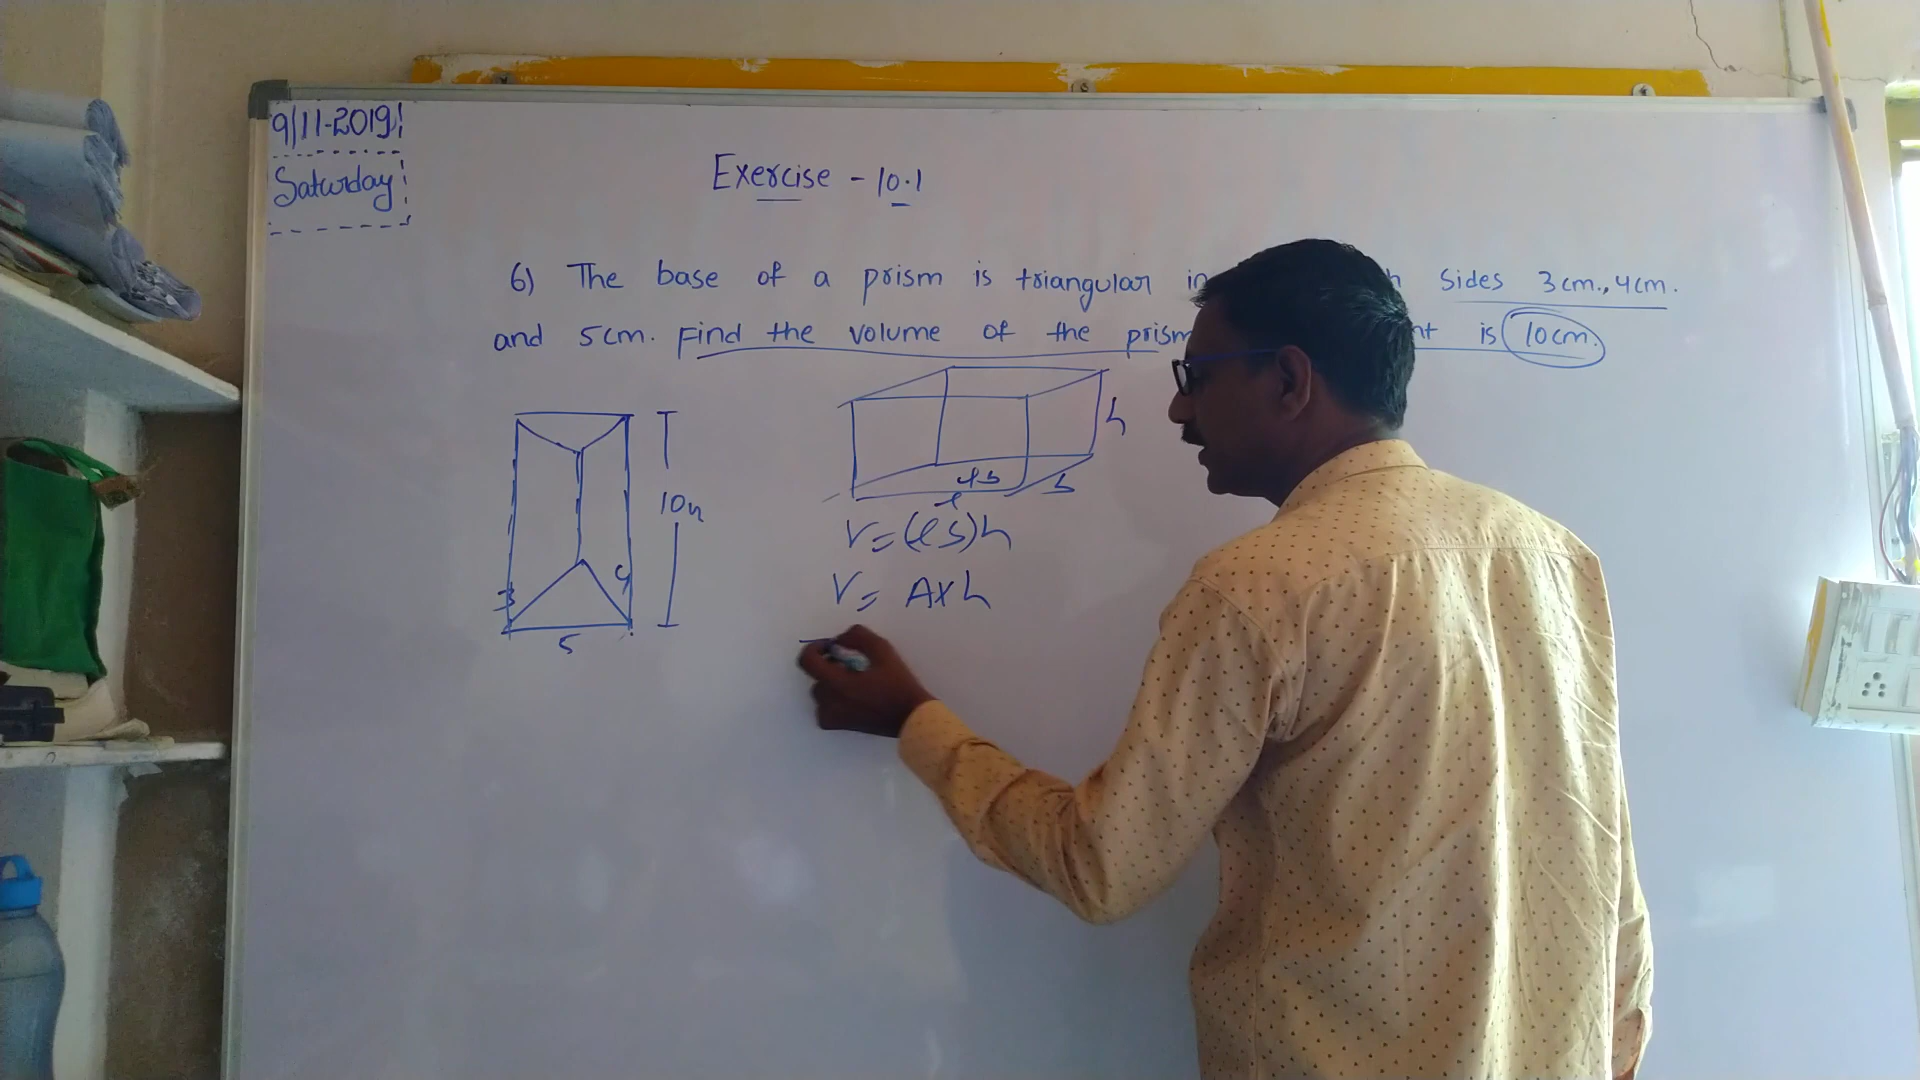 9/11-2019
Saturday
Exercise - 10.1
6) The base of a prism is triangular in sides 3cm., 4cm.
and 5cm. Find the volume of the prism is 10cm.
h
b
10
3
4
5
V = A x h